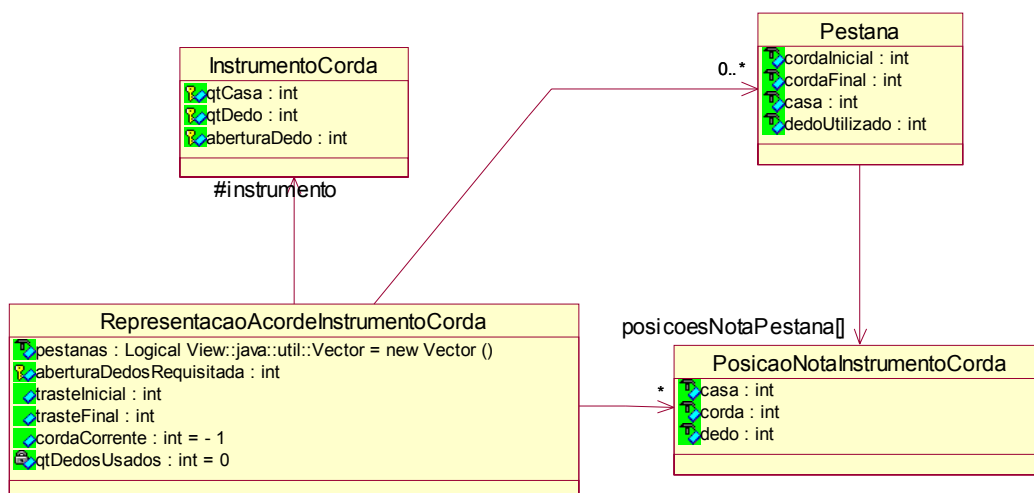 Pestana
cordaInicial : int
cordaFinal : int
casa : int
dedoUtilizado : int
0..*
InstrumentoCorda
qtCasa : int
qtDedo : int
aberturaDedo : int
#instrumento
RepresentacaoAcordeInstrumentoCorda
pestanas : Logical View::java::util::Vector = new Vector ()
aberturaDedosRequisitada : int
trasteInicial : int
trasteFinal : int
cordaCorrente : int = - 1
qtDedosUsados : int = 0
posicoesNotaPestana[]
*
PosicaoNotaInstrumentoCorda
casa : int
corda : int
dedo : int